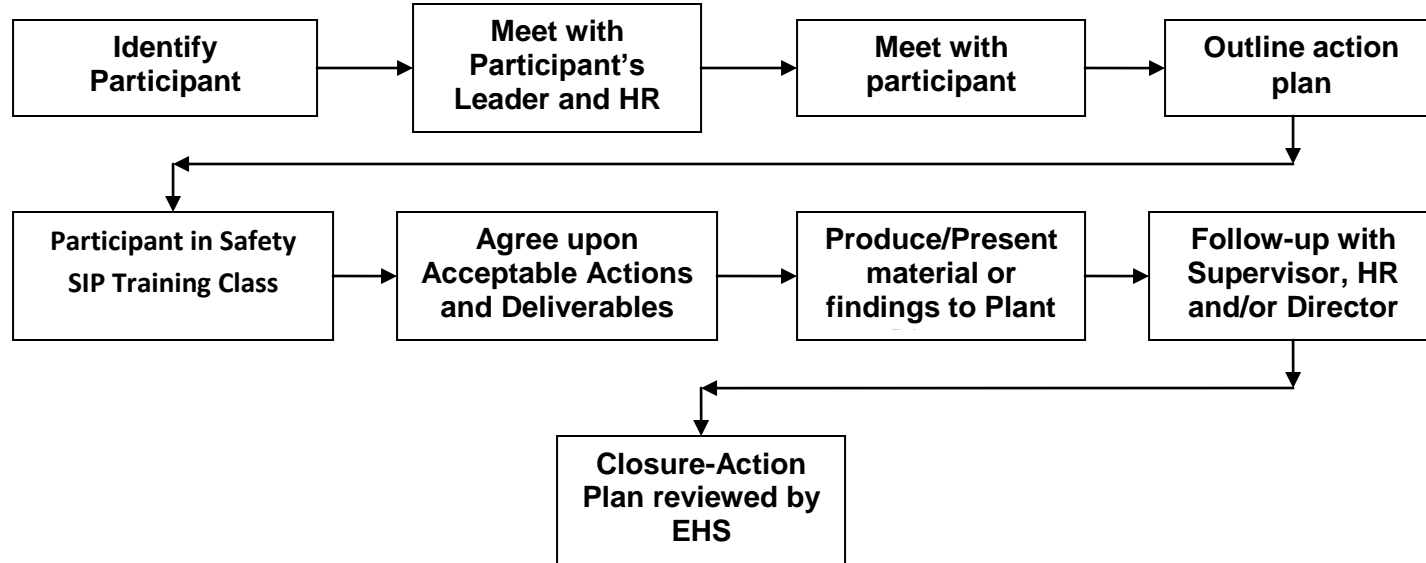 Identify
Participant
Meet with
Participant's
Leader and HR
Meet with
participant
Outline action
plan
Participant in Safety
SIP Training Class
Agree upon
Acceptable Actions
and Deliverables
Produce/Present
material or
findings to Plant
Follow-up with
Supervisor, HR
and/or Director
Closure-Action
Plan reviewed by
EHS